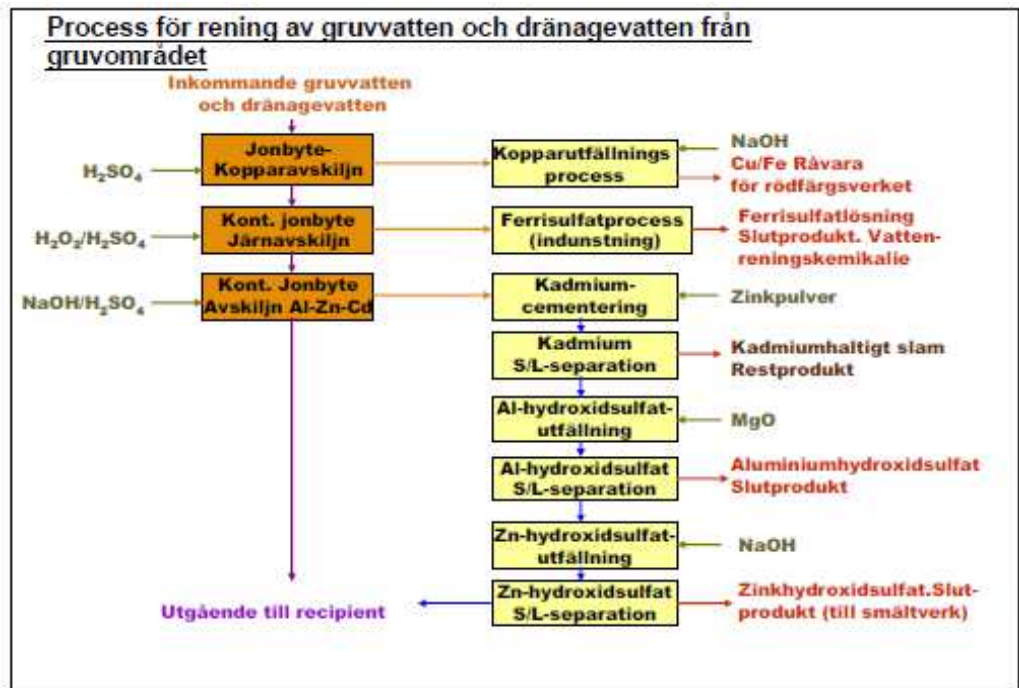 Process för rening av gruvvatten och dränagevatten från
gruvområdet
Inkommande gruvvatten
och dränagevatten
H₂SO₄
Jonbyte-
Kopparavskiljn
Kopparutfällnings
process
NaOH
Cu/Fe Råvara
för rödfärgsverket
H₂O₂/H₂SO₄
Kont. jonbyte
Järnavskiljn
Ferrisulfatprocess
(indunstning)
Ferrisulfatlösning
Slutprodukt. Vatten-
reningskemikalie
NaOH/H₂SO₄
Kont. Jonbyte
Avskiljn Al-Zn-Cd
Kadmium-
cementering
Zinkpulver
Kadmium
S/L-separation
Kadmiumhaltigt slam
Restprodukt
Al-hydroxidsulfat-
utfällning
MgO
Al-hydroxidsulfat
S/L-separation
Aluminiumhydroxidsulfat
Slutprodukt
Zn-hydroxidsulfat-
utfällning
NaOH
Utgående till recipient
Zn-hydroxidsulfat
S/L-separation
Zinkhydroxidsulfat.Slut-
produkt (till smältverk)